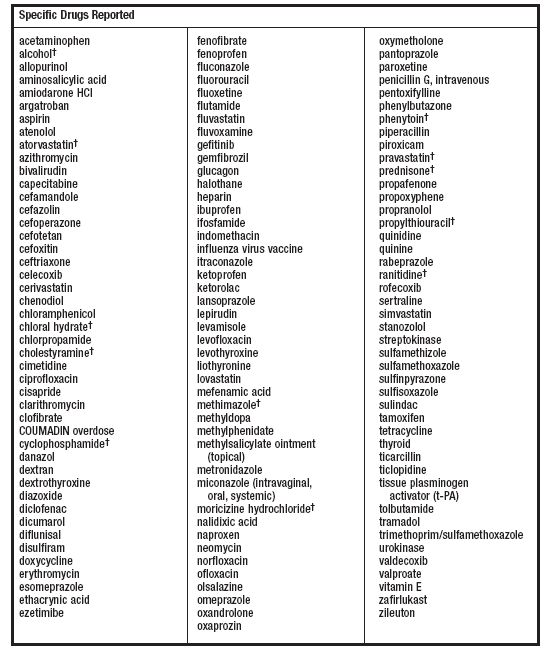 Specific Drugs Reported
acetaminophen
alcohol†
allopurinol
aminosalicylic acid
amiodarone HCl
argatroban
aspirin
atenolol
atorvastatin†
azithromycin
bivalirudin
capecitabine
cefamandole
cefazolin
cefoperazone
cefotetan
cefoxitin
ceftriaxone
celecoxib
cerivastatin
chenodiol
chloramphenicol
chloral hydrate†
chlorpropamide
cholestyramine†
cimetidine
ciprofloxacin
cisapride
clarithromycin
clofibrate
COUMADIN overdose
cyclophosphamide†
danazol
dextran
dextrothyroxine
diazoxide
diclofenac
dicumarol
diflunisal
disulfiram
doxycycline
erythromycin
esomeprazole
ethacrynic acid
ezetimibe
fenofibrate
fenoprofen
fluconazole
fluorouracil
fluoxetine
flutamide
fluvastatin
fluvoxamine
gefitinib
gemfibrozil
glucagon
halothane
heparin
ibuprofen
ifosfamide
indomethacin
influenza virus vaccine
itraconazole
ketoprofen
ketorolac
lansoprazole
lepirudin
levamisole
levofloxacin
levothyroxine
liothyronine
lovastatin
mefenamic acid
methimazole†
methyldopa
methylphenidate
methylsalicylate ointment
(topical)
metronidazole
miconazole (intravaginal,
oral, systemic)
moricizine hydrochloride†
nalidixic acid
naproxen
neomycin
norfloxacin
ofloxacin
olsalazine
omeprazole
oxandrolone
oxaprozin
oxymetholone
pantoprazole
paroxetine
penicillin G, intravenous
pentoxifylline
phenylbutazone
phenytoin†
piperacillin
piroxicam
pravastatin†
prednisone†
propafenone
propoxyphene
propranolol
propylthiouracil†
quinidine
quinine
rabeprazole
ranitidine†
rofecoxib
sertraline
simvastatin
stanozolol
streptokinase
sulfamethizole
sulfamethoxazole
sulfinpyrazone
sulfisoxazole
sulindac
tamoxifen
tetracycline
thyroid
ticarcillin
ticlopidine
tissue plasminogen
activator (t-PA)
tolbutamide
tramadol
trimethoprim/sulfamethoxazole
urokinase
valdecoxib
valproate
vitamin E
zafirlukast
zileuton